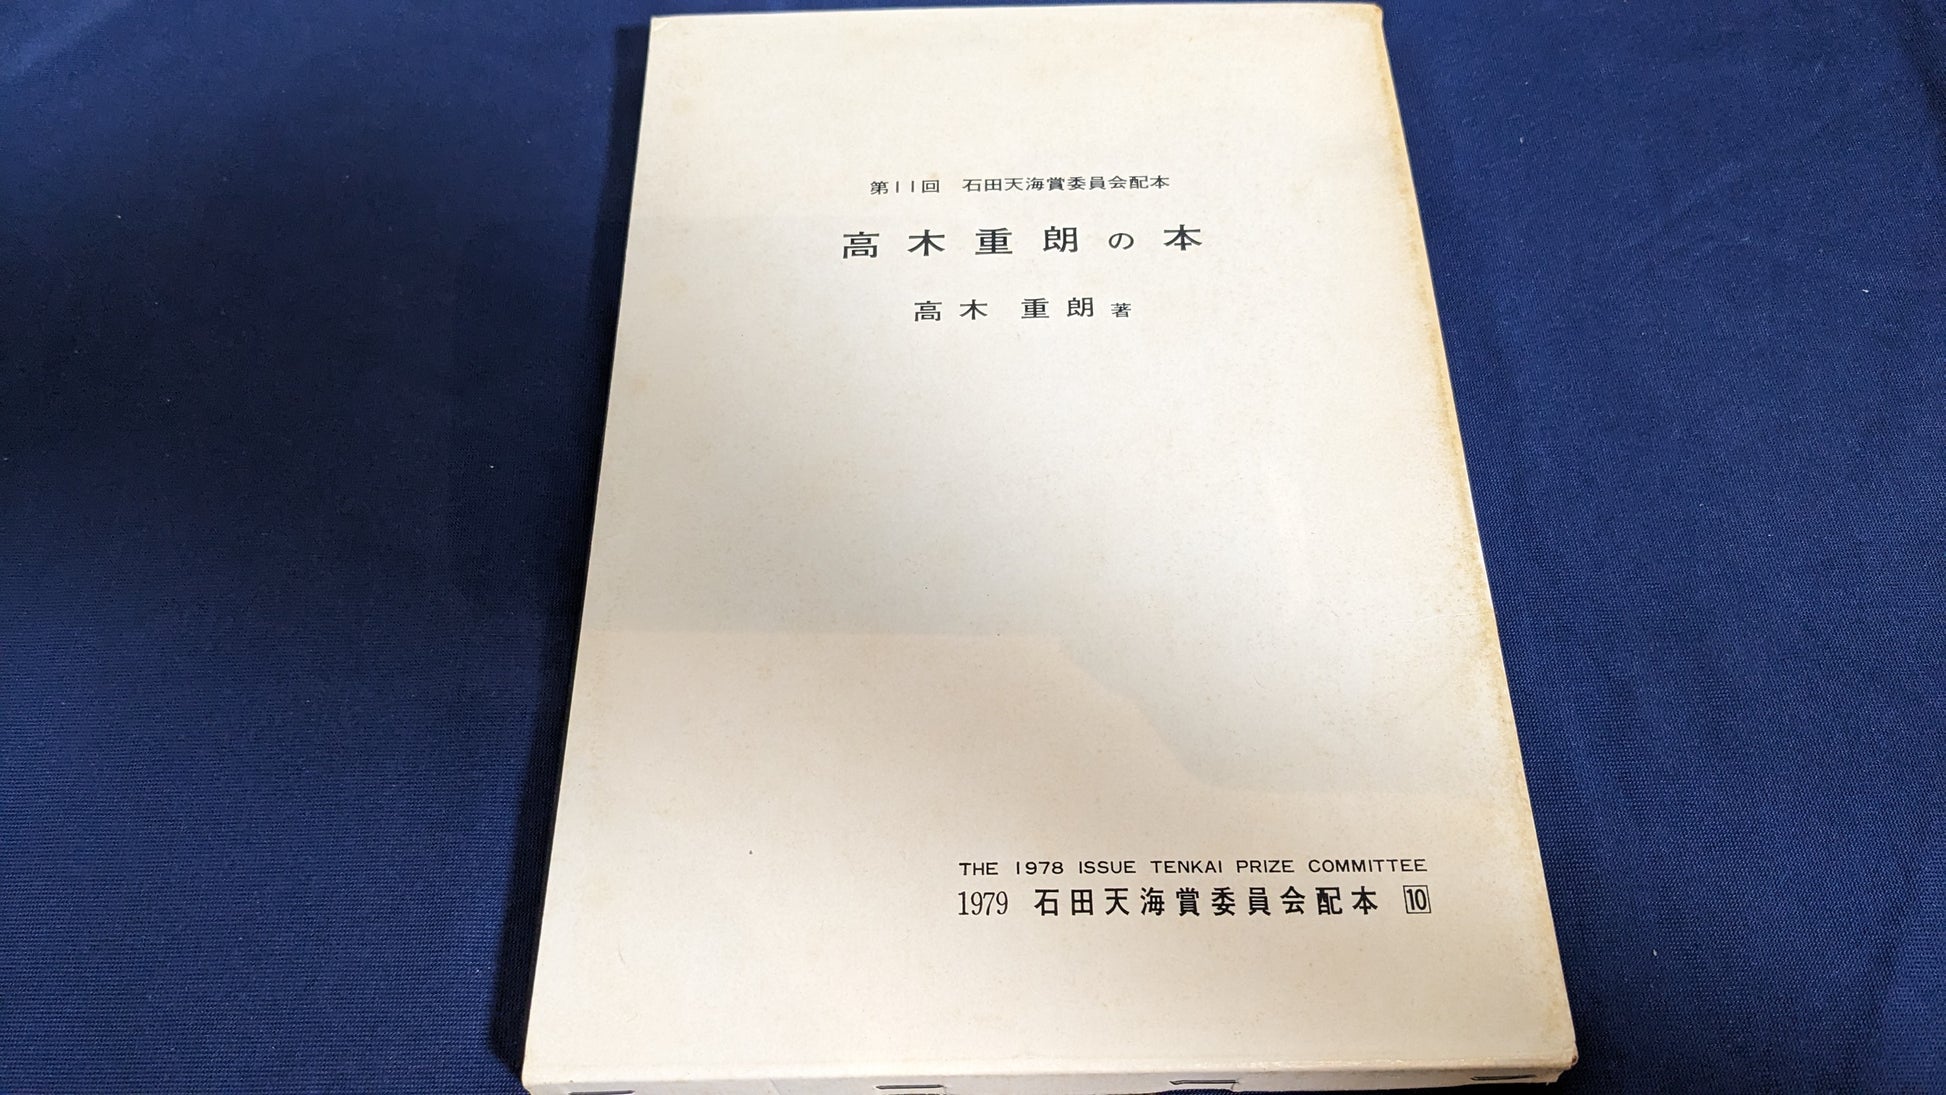 第11回 石田天海賞委員会配本
高木重朗の本
高木 重朗 著
THE 1978 ISSUE TENKAI PRIZE COMMITTEE
1979 石田天海賞委員会配本 10